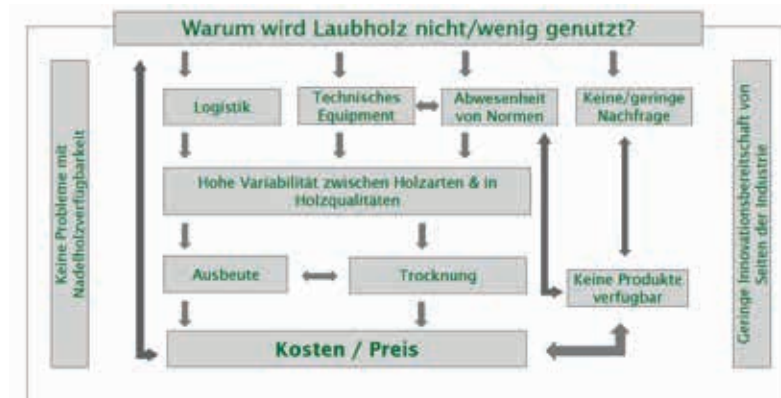 Warum wird Laubholz nicht/wenig genutzt?
Keine Probleme mit
Nadelholzverfügbarkeit
Logistik
Technisches
Equipment
Abwesenheit
von Normen
Keine/geringe
Nachfrage
Hohe Variabilität zwischen Holzarten & in
Holzqualitäten
Ausbeute
Trocknung
Keine Produkte
verfügbar
Kosten / Preis
Geringe Innovationsbereitschaft von
Seiten der Industrie